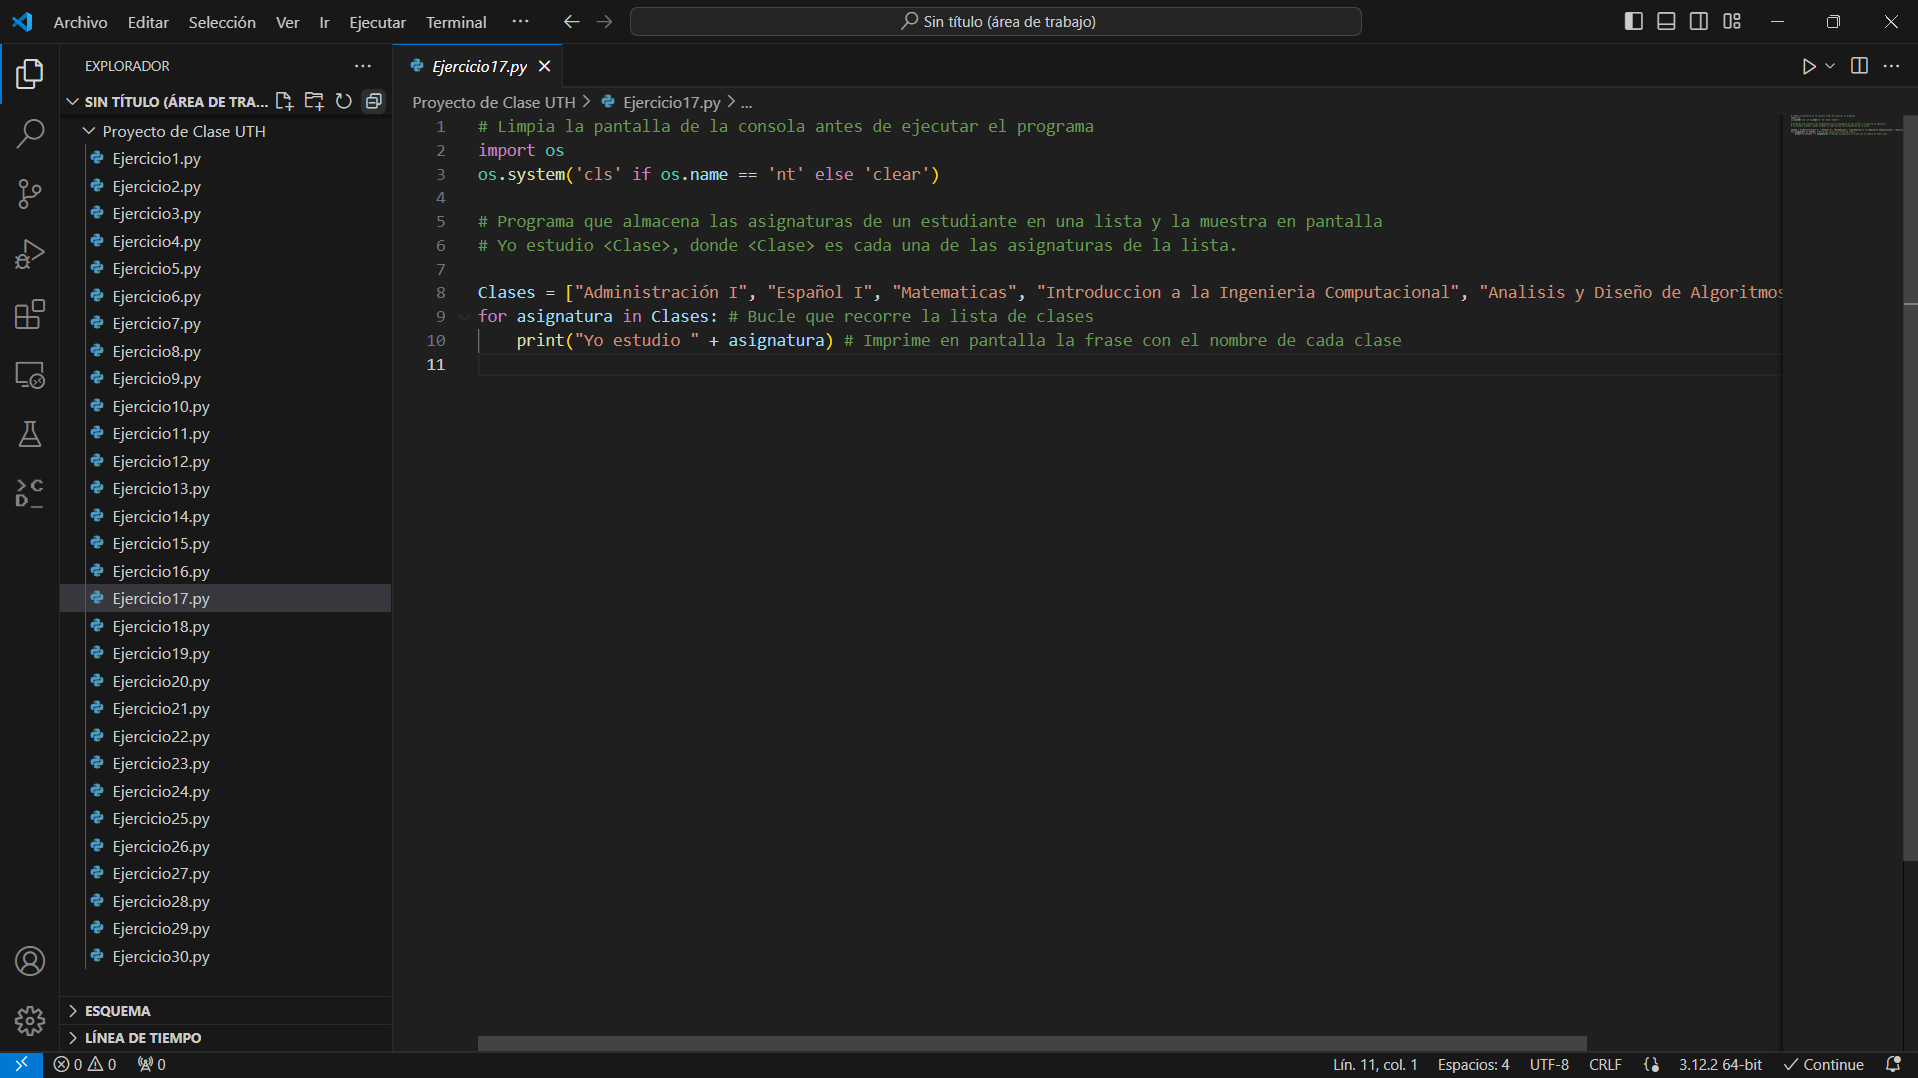 Archivo Editar Selección Ver Ir Ejecutar Terminal ··· Sin título (área de trabajo)
EXPLORADOR ···
SIN TÍTULO (ÁREA DE TRA...
Proyecto de Clase UTH
Ejercicio1.py
Ejercicio2.py
Ejercicio3.py
Ejercicio4.py
Ejercicio5.py
Ejercicio6.py
Ejercicio7.py
Ejercicio8.py
Ejercicio9.py
Ejercicio10.py
Ejercicio11.py
Ejercicio12.py
Ejercicio13.py
Ejercicio14.py
Ejercicio15.py
Ejercicio16.py
Ejercicio17.py
Ejercicio18.py
Ejercicio19.py
Ejercicio20.py
Ejercicio21.py
Ejercicio22.py
Ejercicio23.py
Ejercicio24.py
Ejercicio25.py
Ejercicio26.py
Ejercicio27.py
Ejercicio28.py
Ejercicio29.py
Ejercicio30.py
ESQUEMA
LÍNEA DE TIEMPO
Ejercicio17.py
Proyecto de Clase UTH > Ejercicio17.py > ...
1 # Limpia la pantalla de la consola antes de ejecutar el programa
2 import os
3 os.system('cls' if os.name == 'nt' else 'clear')
4
5 # Programa que almacena las asignaturas de un estudiante en una lista y la muestra en pantalla
6 # Yo estudio <Clase>, donde <Clase> es cada una de las asignaturas de la lista.
7
8 Clases = ["Administración I", "Español I", "Matematicas", "Introduccion a la Ingenieria Computacional", "Analisis y Diseño de Algoritmos
9 for asignatura in Clases: # Bucle que recorre la lista de clases
10 print("Yo estudio " + asignatura) # Imprime en pantalla la frase con el nombre de cada clase
11
0 0 0 Lín. 11, col. 1 Espacios: 4 UTF-8 CRLF 3.12.2 64-bit Continue